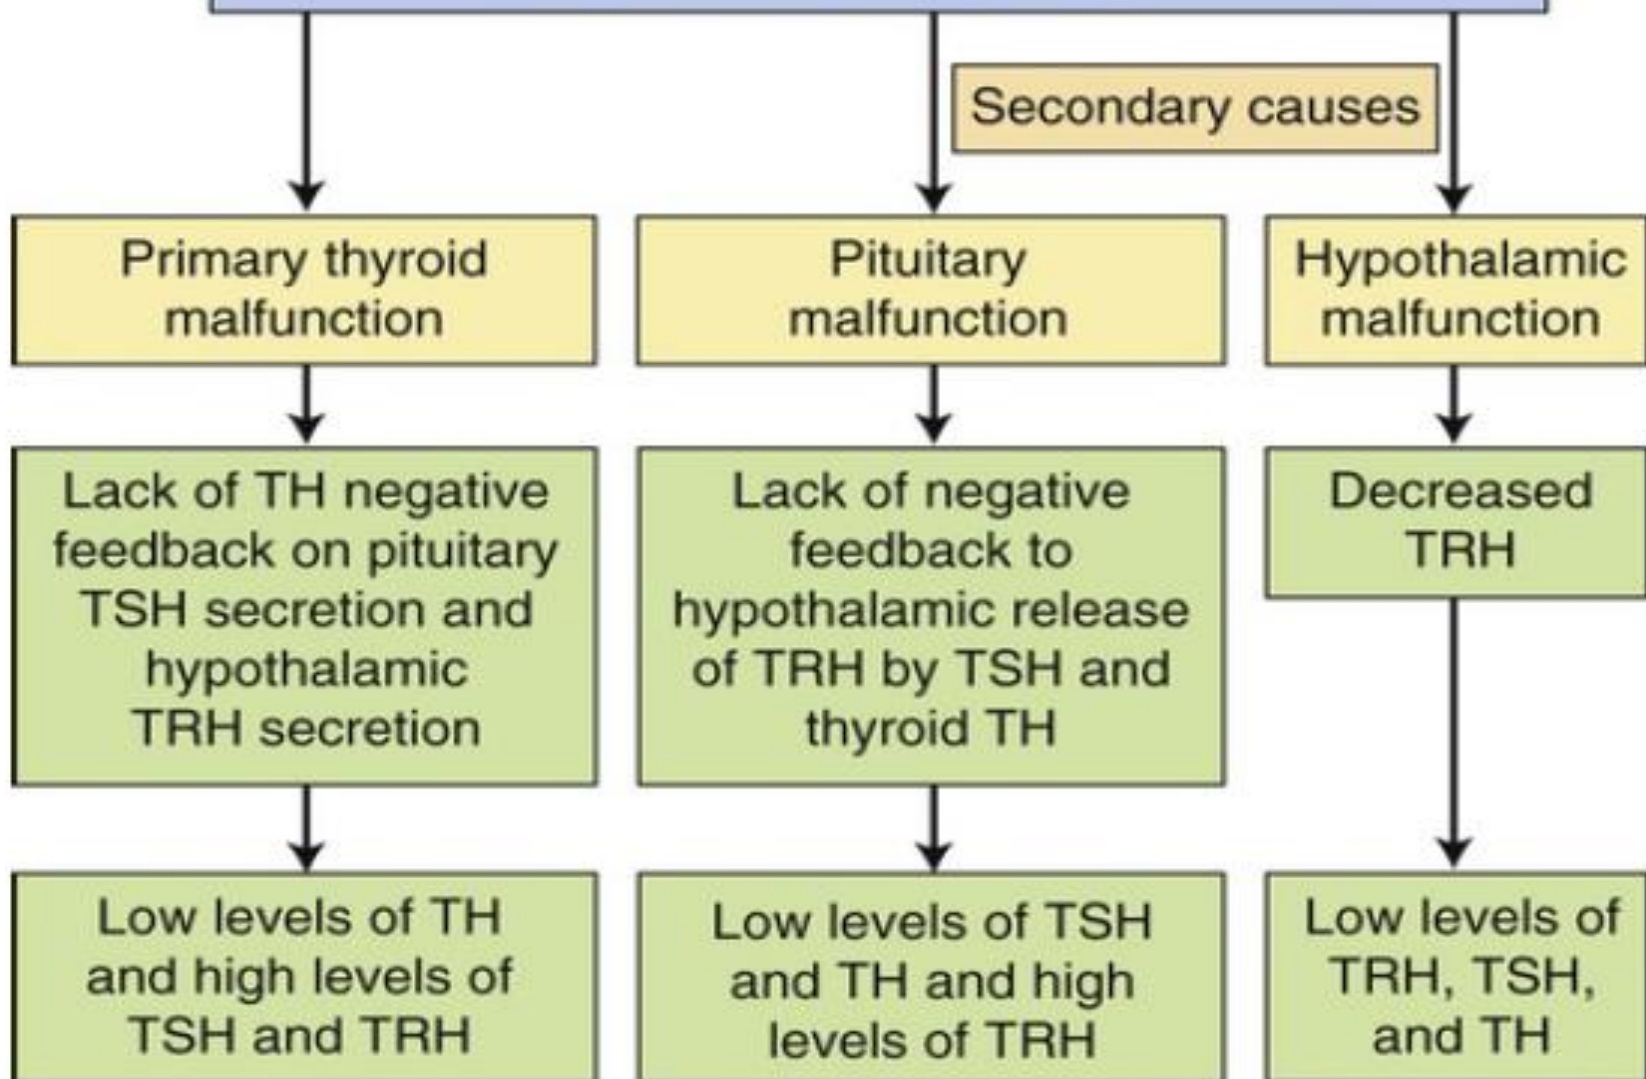 Secondary causes
Primary thyroid
malfunction
Pituitary
malfunction
Hypothalamic
malfunction
Lack of TH negative
feedback on pituitary
TSH secretion and
hypothalamic
TRH secretion
Lack of negative
feedback to
hypothalamic release
of TRH by TSH and
thyroid TH
Decreased
TRH
Low levels of TH
and high levels of
TSH and TRH
Low levels of TSH
and TH and high
levels of TRH
Low levels of
TRH, TSH,
and TH